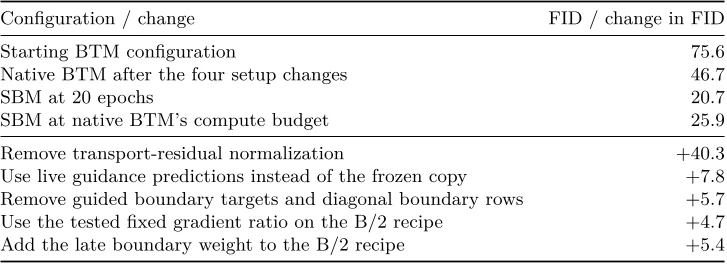 Configuration / change FID / change in FID
Starting BTM configuration 75.6
Native BTM after the four setup changes 46.7
SBM at 20 epochs 20.7
SBM at native BTM's compute budget 25.9
Remove transport-residual normalization +40.3
Use live guidance predictions instead of the frozen copy +7.8
Remove guided boundary targets and diagonal boundary rows +5.7
Use the tested fixed gradient ratio on the B/2 recipe +4.7
Add the late boundary weight to the B/2 recipe +5.4